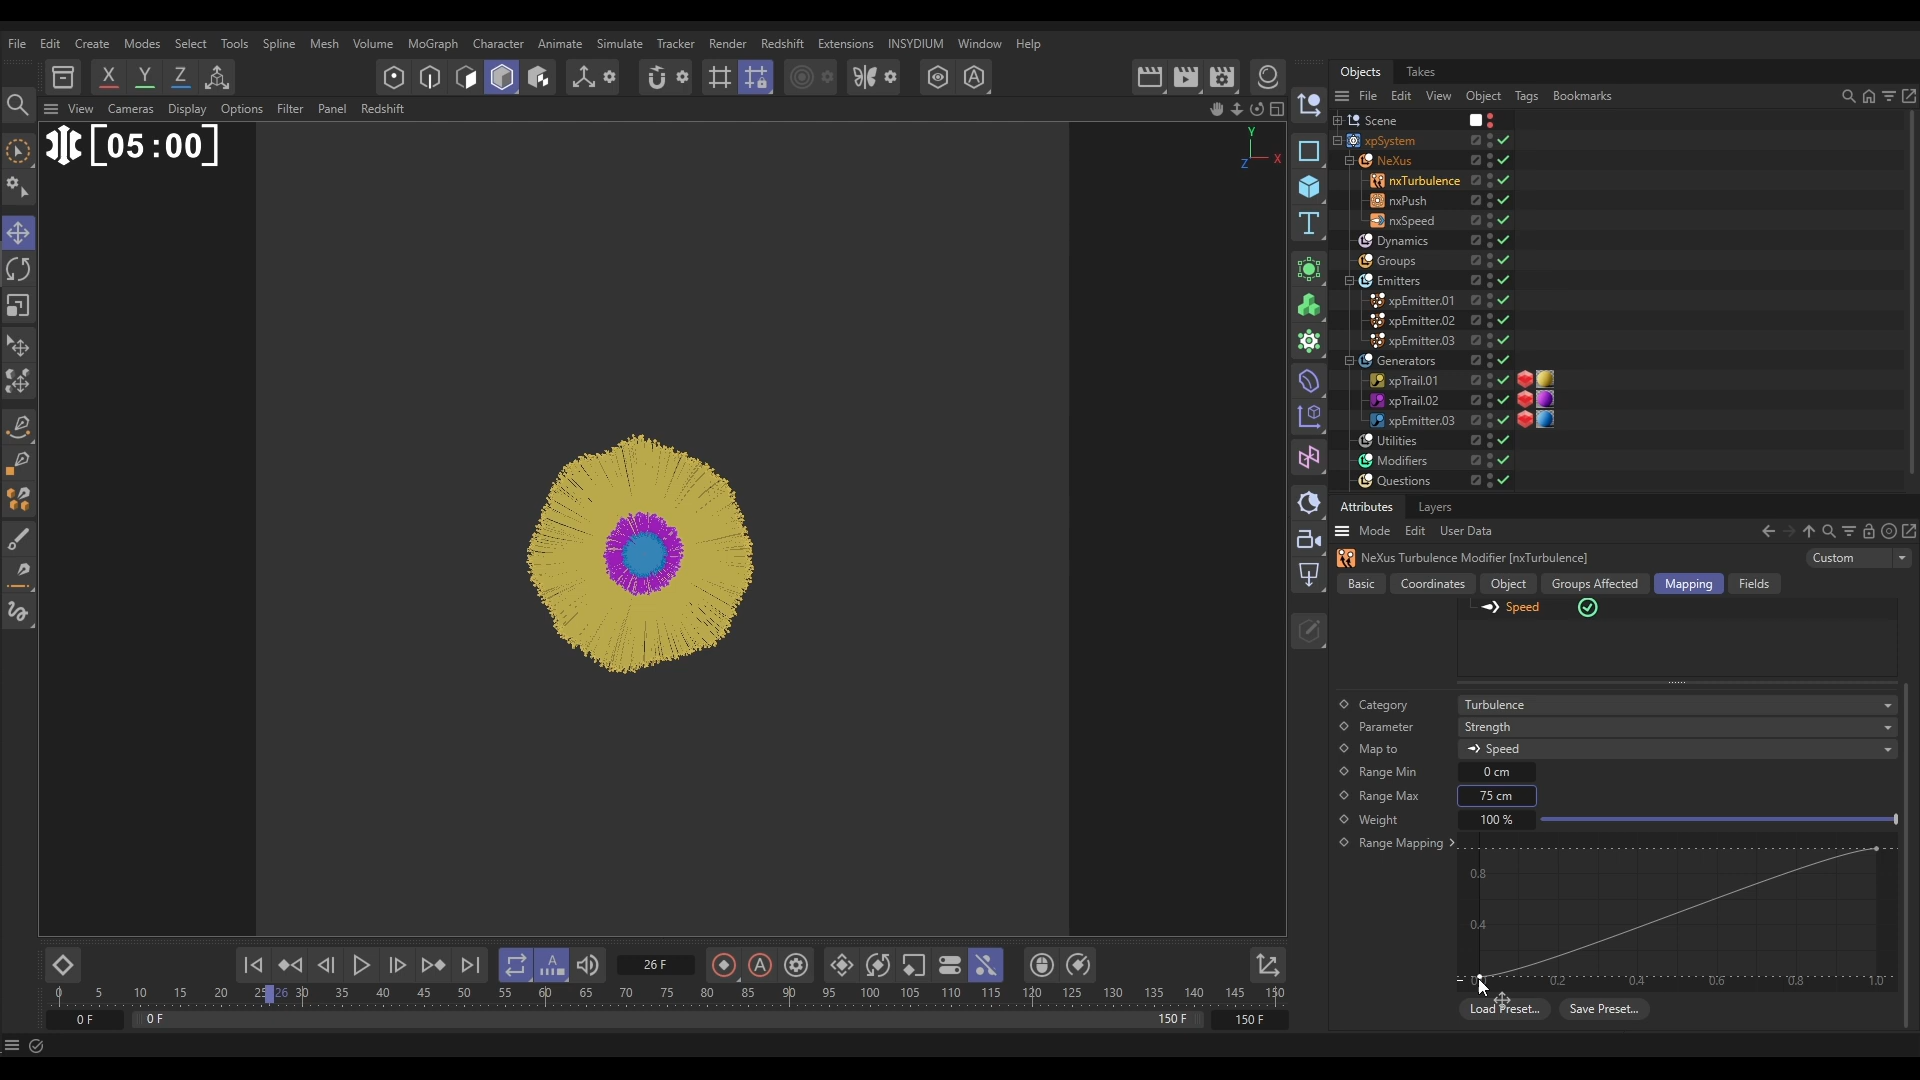 File Edit Create Modes Select Tools Spline Mesh Volume MoGraph Character Animate Simulate Tracker Render Redshift Extensions INSYDIUM Window Help
X Y Z
View Cameras Display Options Filter Panel Redshift
[05:00]
Y
X
Z
Objects Takes
File Edit View Object Tags Bookmarks
Scene
xpSystem
NeXus
nxTurbulence
nxPush
nxSpeed
Dynamics
Groups
Emitters
xpEmitter.01
xpEmitter.02
xpEmitter.03
Generators
xpTrail.01
xpTrail.02
xpEmitter.03
Utilities
Modifiers
Questions
Attributes Layers
Mode Edit User Data
NeXus Turbulence Modifier [nxTurbulence] Custom
Basic Coordinates Object Groups Affected Mapping Fields
Speed
Category Turbulence
Parameter Strength
Map to Speed
Range Min 0 cm
Range Max 75 cm
Weight 100 %
Range Mapping
0.8
0.4
0.2 0.4 0.6 0.8 1.0
Load Preset... Save Preset...
26 F
0 5 10 15 20 25 26 30 35 40 45 50 55 60 65 70 75 80 85 90 95 100 105 110 115 120 125 130 135 140 145 150
0 F 0 F 150 F 150 F